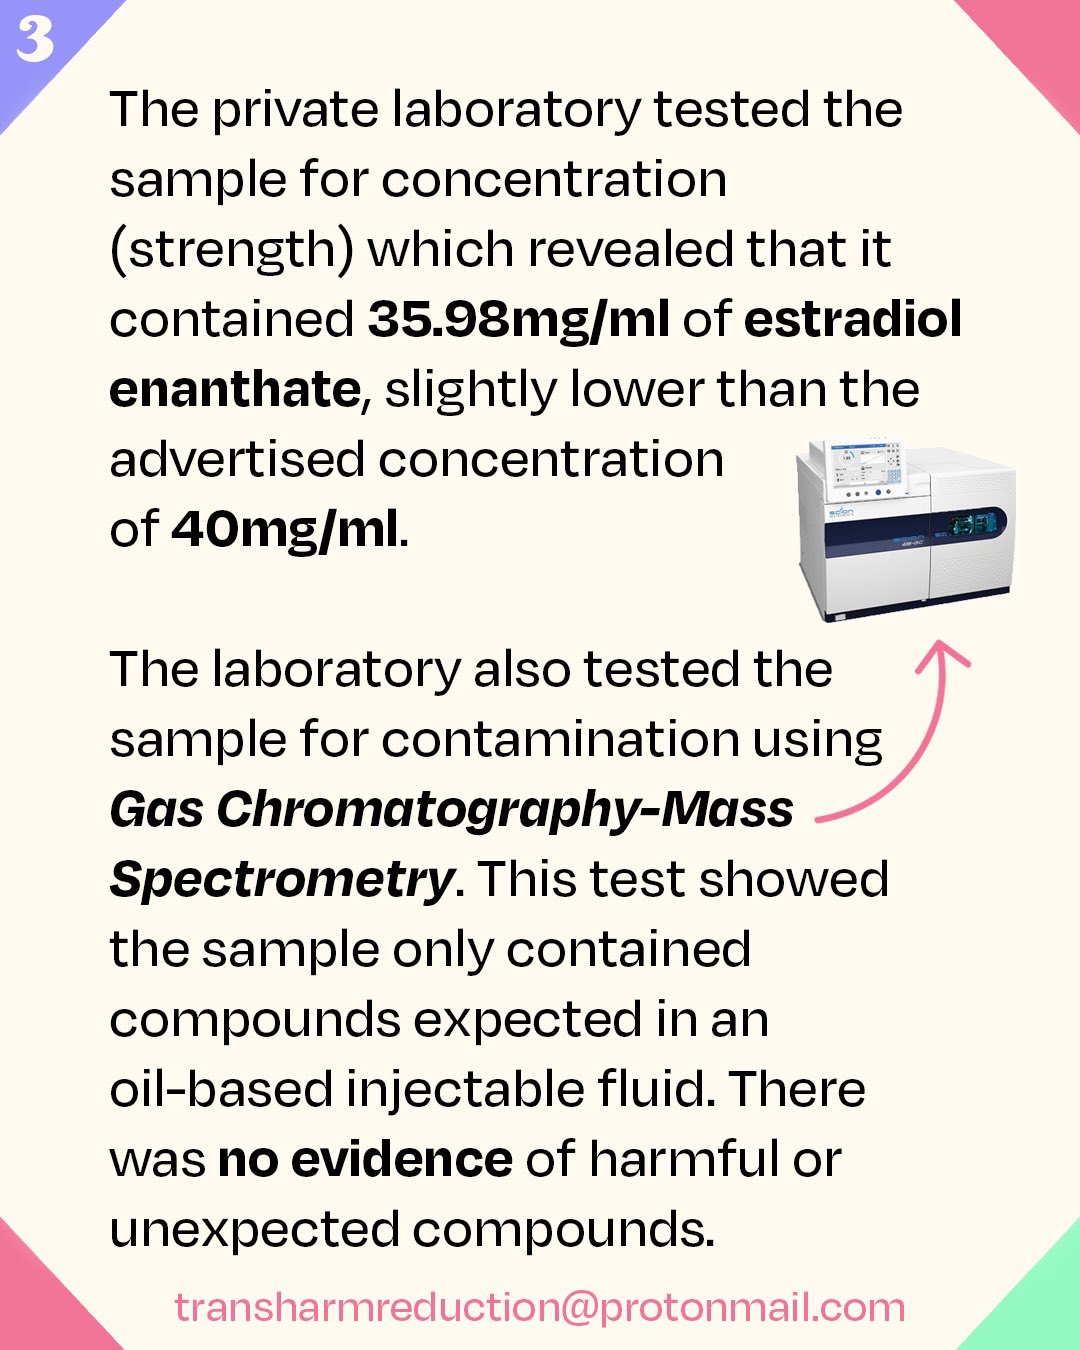 3
The private laboratory tested the
sample for concentration
(strength) which revealed that it
contained 35.98mg/ml of estradiol
enanthate, slightly lower than the
advertised concentration
of 40mg/ml.
scion
The laboratory also tested the
sample for contamination using
Gas Chromatography-Mass
Spectrometry. This test showed
the sample only contained
compounds expected in an
oil-based injectable fluid. There
was no evidence of harmful or
unexpected compounds.
transharmreduction@protonmail.com